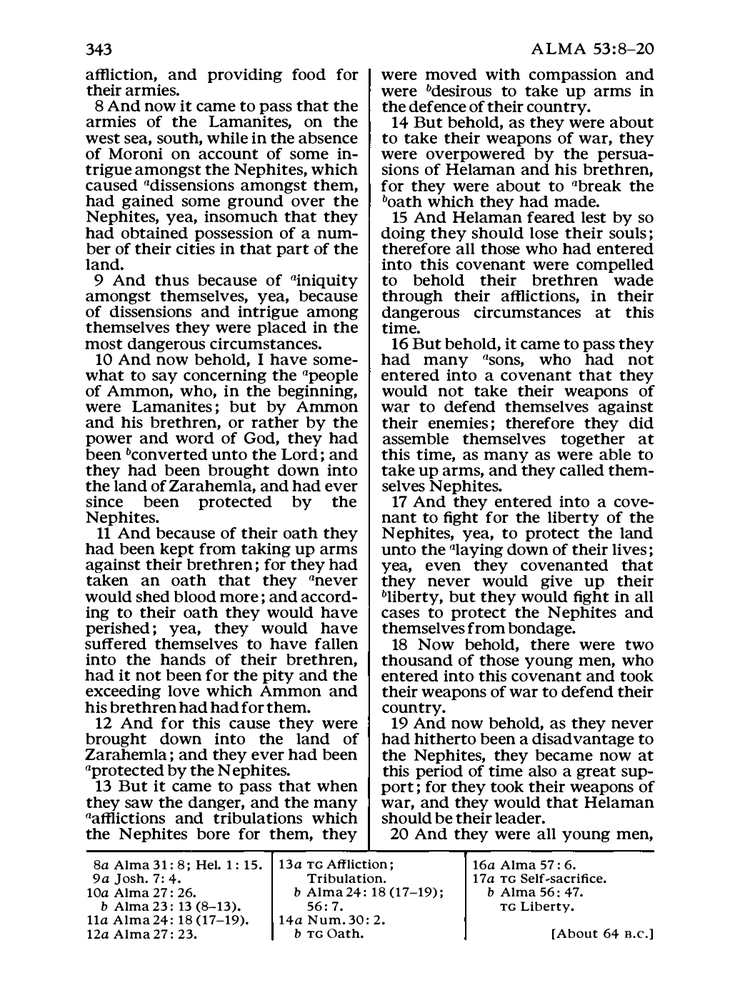 343
ALMA 53:8–20
affliction, and providing food for
their armies.
8 And now it came to pass that the
armies of the Lamanites, on the
west sea, south, while in the absence
of Moroni on account of some in-
trigue amongst the Nephites, which
caused adissensions amongst them,
had gained some ground over the
Nephites, yea, insomuch that they
had obtained possession of a num-
ber of their cities in that part of the
land.
9 And thus because of ainiquity
amongst themselves, yea, because
of dissensions and intrigue among
themselves they were placed in the
most dangerous circumstances.
10 And now behold, I have some-
what to say concerning the apeople
of Ammon, who, in the beginning,
were Lamanites; but by Ammon
and his brethren, or rather by the
power and word of God, they had
been bconverted unto the Lord; and
they had been brought down into
the land of Zarahemla, and had ever
since been protected by the
Nephites.
11 And because of their oath they
had been kept from taking up arms
against their brethren; for they had
taken an oath that they anever
would shed blood more; and accord-
ing to their oath they would have
perished; yea, they would have
suffered themselves to have fallen
into the hands of their brethren,
had it not been for the pity and the
exceeding love which Ammon and
his brethren had had for them.
12 And for this cause they were
brought down into the land of
Zarahemla; and they ever had been
aprotected by the Nephites.
13 But it came to pass that when
they saw the danger, and the many
aafflictions and tribulations which
the Nephites bore for them, they
were moved with compassion and
were bdesirous to take up arms in
the defence of their country.
14 But behold, as they were about
to take their weapons of war, they
were overpowered by the persua-
sions of Helaman and his brethren,
for they were about to abreak the
boath which they had made.
15 And Helaman feared lest by so
doing they should lose their souls;
therefore all those who had entered
into this covenant were compelled
to behold their brethren wade
through their afflictions, in their
dangerous circumstances at this
time.
16 But behold, it came to pass they
had many asons, who had not
entered into a covenant that they
would not take their weapons of
war to defend themselves against
their enemies; therefore they did
assemble themselves together at
this time, as many as were able to
take up arms, and they called them-
selves Nephites.
17 And they entered into a cove-
nant to fight for the liberty of the
Nephites, yea, to protect the land
unto the alaying down of their lives;
yea, even they covenanted that
they never would give up their
bliberty, but they would fight in all
cases to protect the Nephites and
themselves from bondage.
18 Now behold, there were two
thousand of those young men, who
entered into this covenant and took
their weapons of war to defend their
country.
19 And now behold, as they never
had hitherto been a disadvantage to
the Nephites, they became now at
this period of time also a great sup-
port; for they took their weapons of
war, and they would that Helaman
should be their leader.
20 And they were all young men,
8a Alma 31: 8; Hel. 1: 15.
9a Josh. 7: 4.
10a Alma 27: 26.
b Alma 23: 13 (8–13).
11a Alma 24: 18 (17–19).
12a Alma 27: 23.
13a TG Affliction;
Tribulation.
b Alma 24: 18 (17–19);
56: 7.
14a Num. 30: 2.
b TG Oath.
16a Alma 57: 6.
17a TG Self-sacrifice.
b Alma 56: 47.
TG Liberty.
[About 64 B.C.]